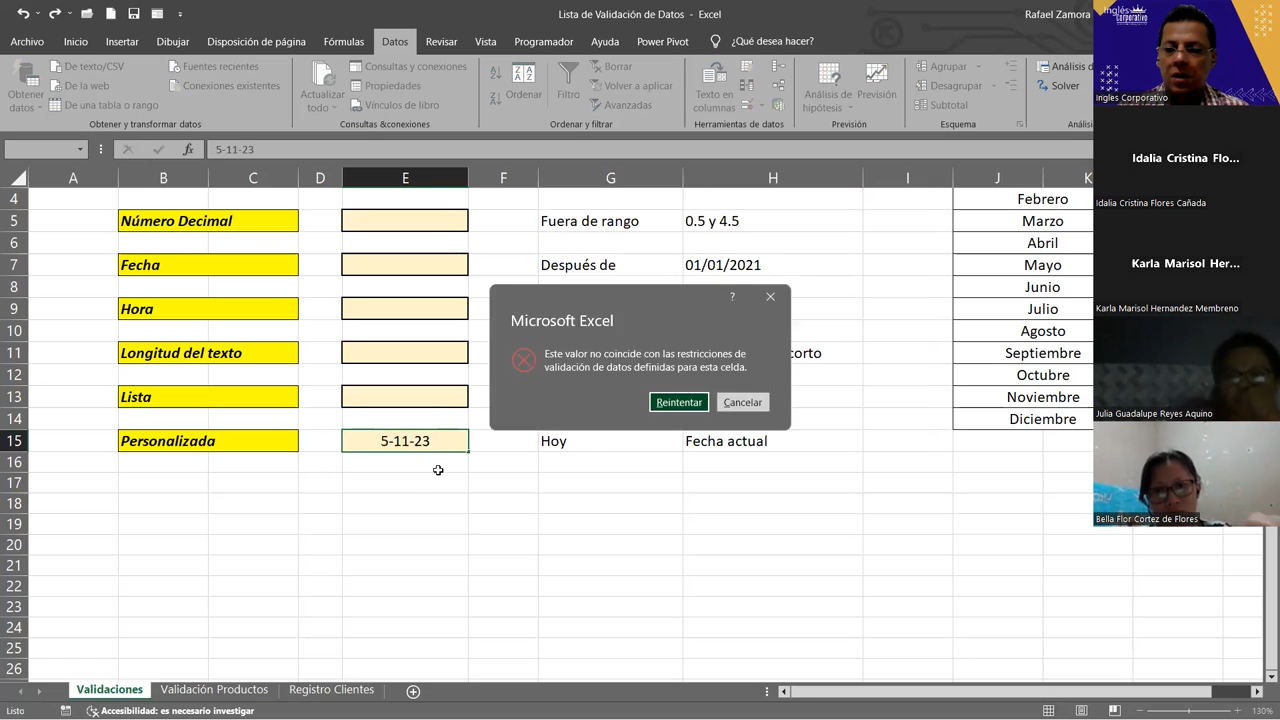 Lista de Validación de Datos - Excel
Rafael Zamora
Archivo Inicio Insertar Dibujar Disposición de página Fórmulas Datos Revisar Vista Programador Ayuda Power Pivot ¿Qué desea hacer?
Obtener datos
De texto/CSV
De la web
De una tabla o rango
Fuentes recientes
Conexiones existentes
Obtener y transformar datos
Actualizar todo
Consultas y conexiones
Propiedades
Vínculos de libro
Consultas &conexiones
Ordenar
Filtro
Borrar
Volver a aplicar
Avanzadas
Ordenar y filtrar
Texto en columnas
Herramientas de datos
Análisis de hipótesis
Previsión
Previsión
Agrupar
Desagrupar
Subtotal
Esquema
Análisis d
Solver
Anális
fx 5-11-23
A B C D E F G H I J K
4 Febrero
5 Número Decimal Fuera de rango 0.5 y 4.5 Marzo
6 Abril
7 Fecha Después de 01/01/2021 Mayo
8 Junio
9 Hora Julio
10 Agosto
11 Longitud del texto corto Septiembre
12 Octubre
13 Lista Noviembre
14 Diciembre
15 Personalizada 5-11-23 Hoy Fecha actual
16
17
18
19
20
21
22
23
24
25
26
?
Microsoft Excel
Este valor no coincide con las restricciones de
validación de datos definidas para esta celda.
Reintentar Cancelar
Validaciones Validación Productos Registro Clientes
Listo Accesibilidad: es necesario investigar 130%
Inglés
Corporativo
Ingles Corporativo
Idalia Cristina Flo...
Idalia Cristina Flores Cañada
Karla Marisol Her...
Karla Marisol Hernandez Membreno
Julia Guadalupe Reyes Aquino
Bella Flor Cortez de Flores